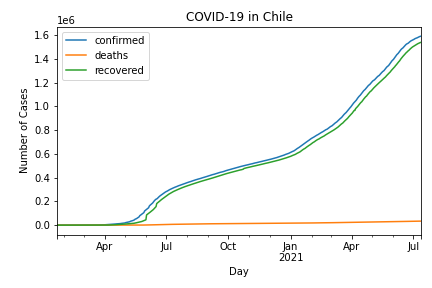 COVID-19 in Chile
1e6
confirmed
deaths
recovered
1.6
1.4
1.2
1.0
0.8
0.6
0.4
0.2
0.0
Number of Cases
Apr
Jul
Oct
Jan
2021
Apr
Jul
Day